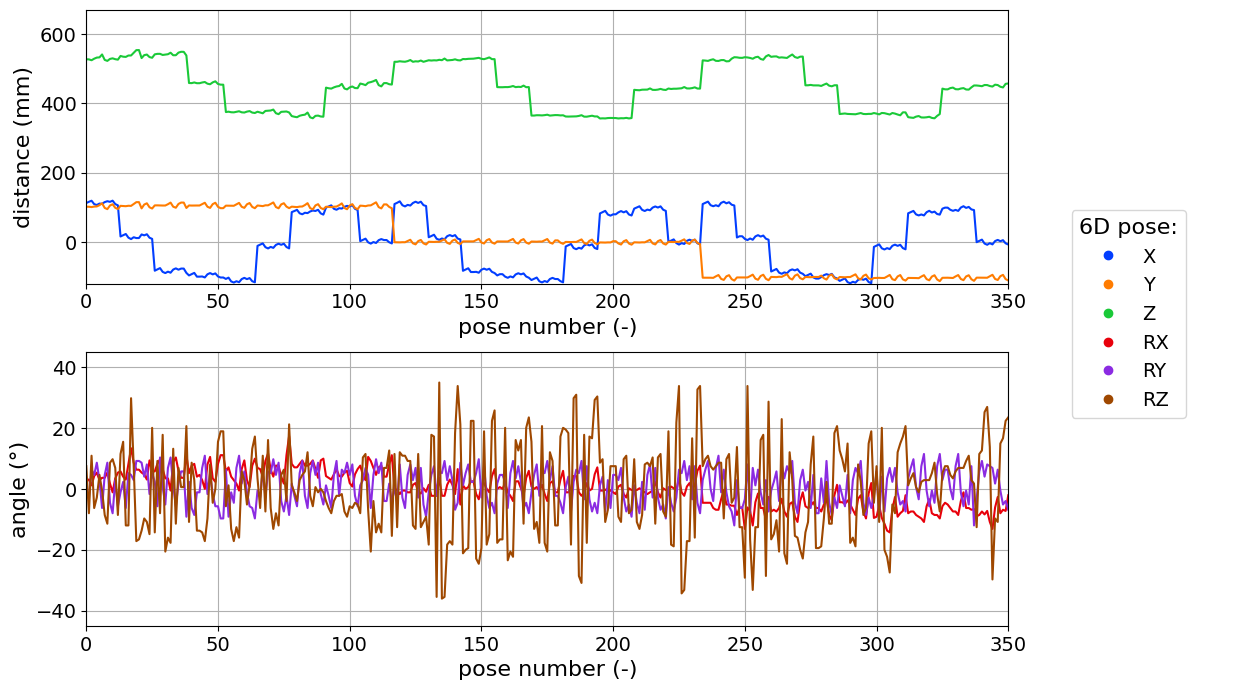 600
400
200
0
distance (mm)
0 50 100 150 200 250 300 350
pose number (-)
40
20
0
−20
−40
angle (°)
0 50 100 150 200 250 300 350
pose number (-)
6D pose:
X
Y
Z
RX
RY
RZ